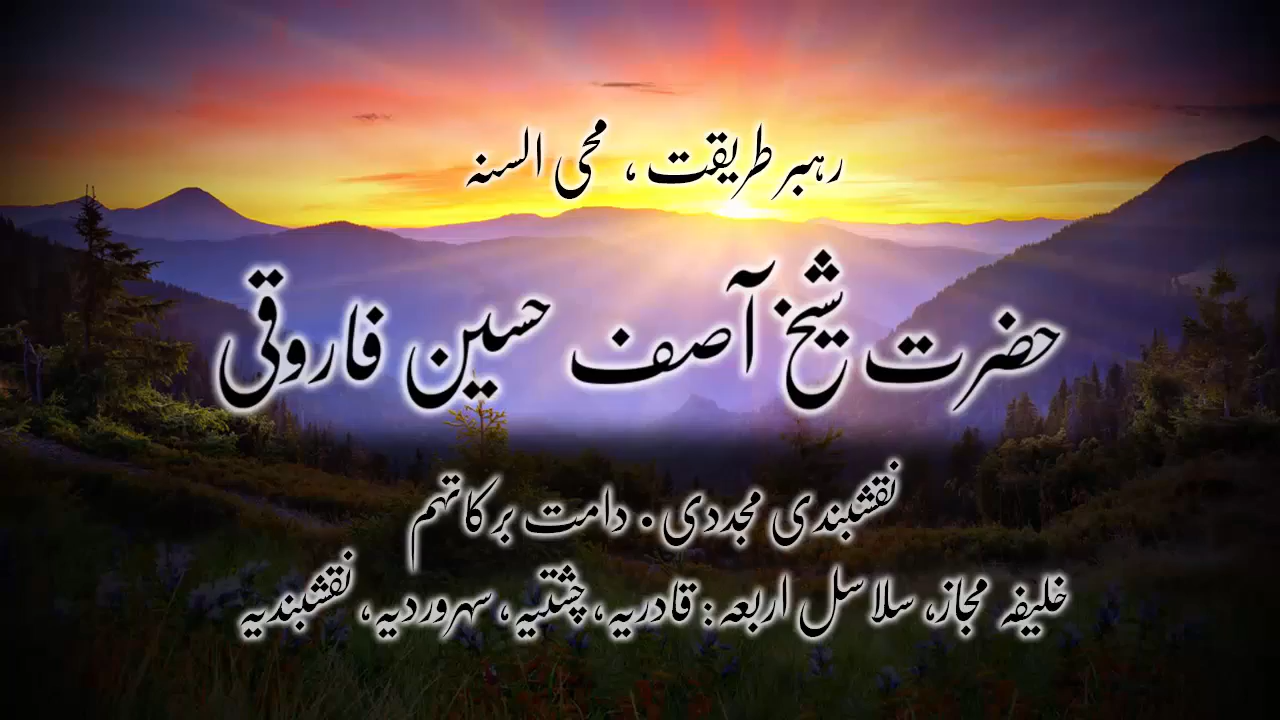 رہبر طریقت ، محی السنہ
حضرت شیخ آصف حسین فاروقی
نقشبندی مجددی . دامت برکاتہم
خلیفہ مجاز، سلاسل اربعہ : قادریہ، چشتیہ، سہروردیہ، نقشبندیہ